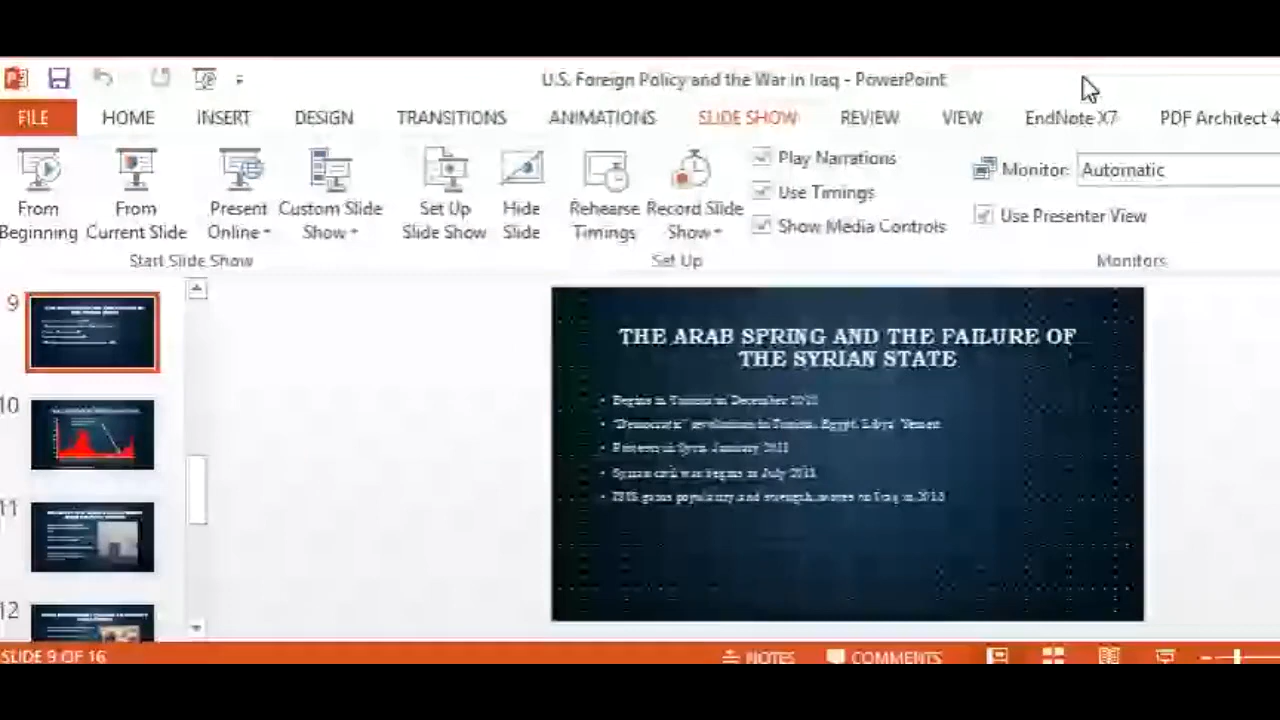 U.S. Foreign Policy and the War in Iraq - PowerPoint
FILE HOME INSERT DESIGN TRANSITIONS ANIMATIONS SLIDE SHOW REVIEW VIEW EndNote X7 PDF Architect 4
Play Narrations
Monitor: Automatic
Use Timings
From Beginning
From Current Slide
Present Online
Custom Slide Show
Set Up Slide Show
Hide Slide
Rehearse Timings
Record Slide Show
Use Presenter View
Show Media Controls
Start Slide Show Set Up Monitors
9
10
11
12
THE ARAB SPRING AND THE FAILURE OF
THE SYRIAN STATE
Begins in Tunisia in December
"Democratic" revolutions in Tunisia, Egypt, Libya, Yemen
Protests in Syria January 2011
Syrian civil war begins in July 2011
ISIS gains popularity and strength, moves on Iraq in 2013
SLIDE 9 OF 16 NOTES COMMENTS